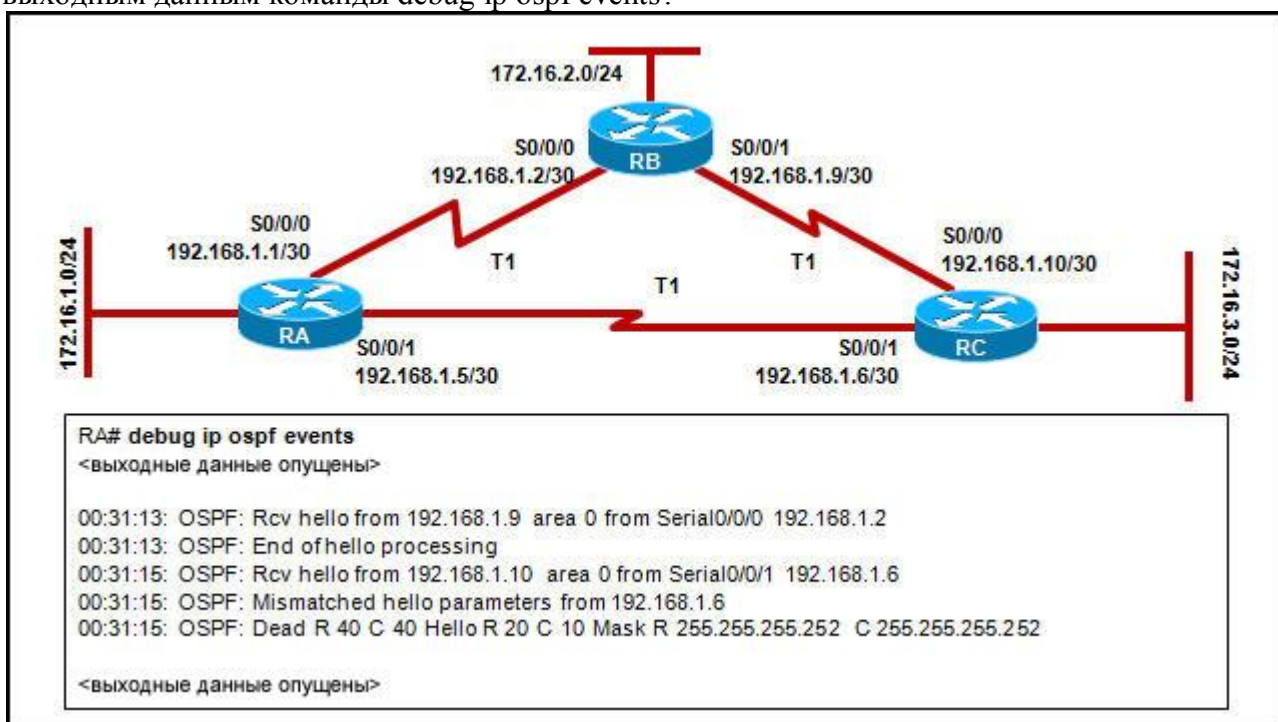 выходным данным команды debug ip ospf events?
172.16.2.0/24
S0/0/0
192.168.1.2/30
RB
S0/0/1
192.168.1.9/30
S0/0/0
192.168.1.1/30
T1
T1
S0/0/0
192.168.1.10/30
172.16.1.0/24
RA
T1
RC
172.16.3.0/24
S0/0/1
192.168.1.5/30
S0/0/1
192.168.1.6/30
RA# debug ip ospf events
<выходные данные опущены>
00:31:13: OSPF: Rcv hello from 192.168.1.9 area 0 from Serial0/0/0 192.168.1.2
00:31:13: OSPF: End of hello processing
00:31:15: OSPF: Rcv hello from 192.168.1.10 area 0 from Serial0/0/1 192.168.1.6
00:31:15: OSPF: Mismatched hello parameters from 192.168.1.6
00:31:15: OSPF: Dead R 40 C 40 Hello R 20 C 10 Mask R 255.255.255.252 C 255.255.255.252
<выходные данные опущены>